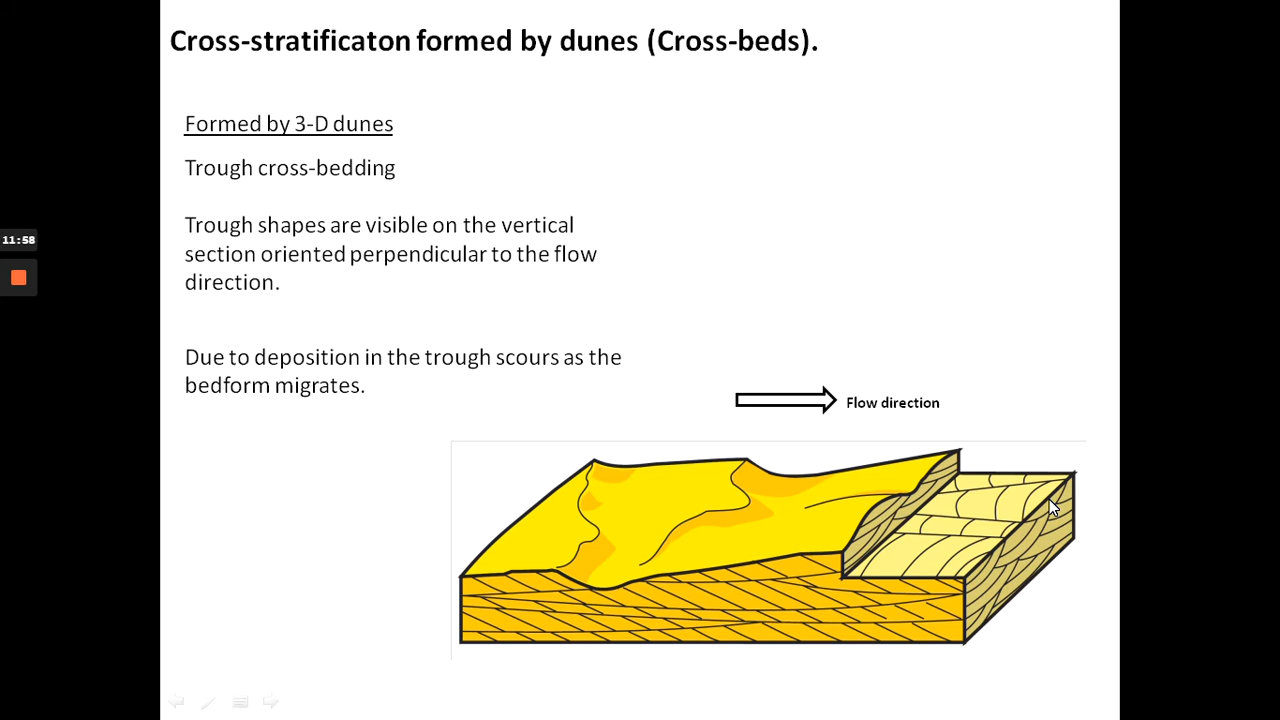 Cross-stratificaton formed by dunes (Cross-beds).
Formed by 3-D dunes
Trough cross-bedding
Trough shapes are visible on the vertical
section oriented perpendicular to the flow
direction.
11:58
Due to deposition in the trough scours as the
bedform migrates.
Flow direction